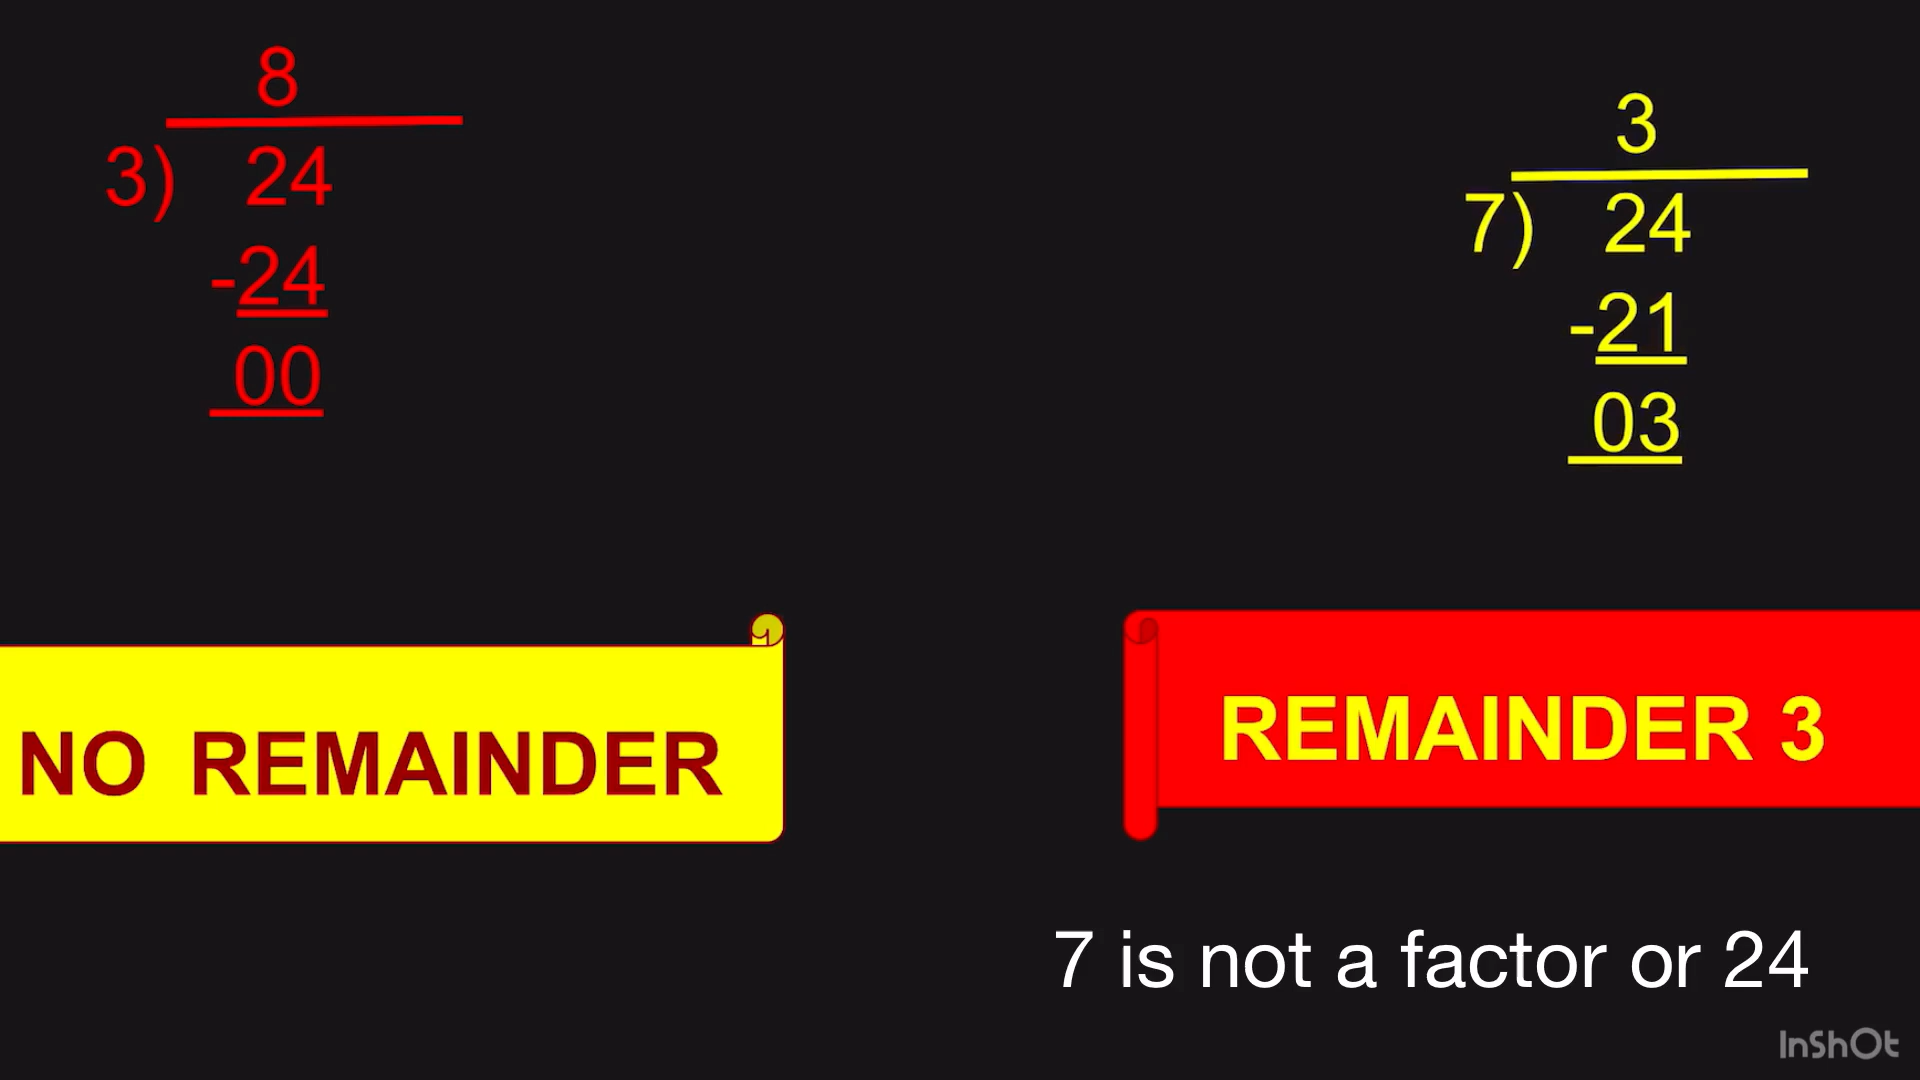 8
3) 24
-24
00
NO REMAINDER
3
7) 24
-21
03
REMAINDER 3
7 is not a factor or 24
InShOt